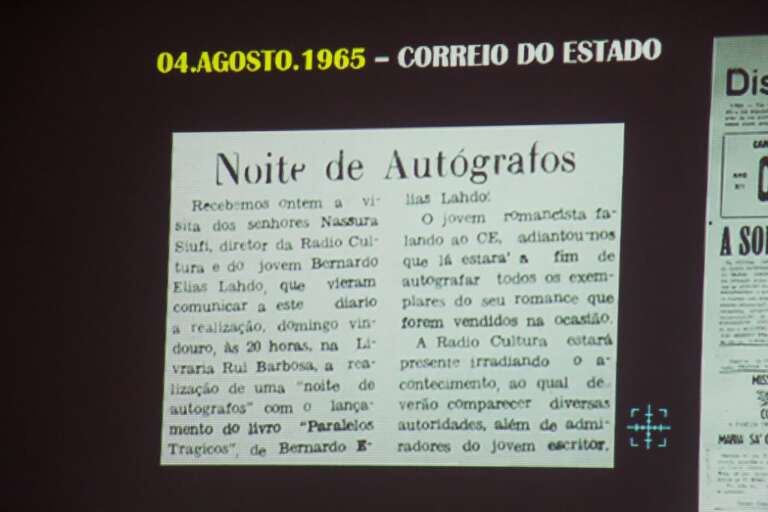 04.AGOSTO.1965 – CORREIO DO ESTADO
Noite de Autógrafos
Recebemos ontem a vi-
sita dos senhores Nassura
Siufi, diretor da Radio Cul-
tura e do jovem Bernardo
Elias Lahdo, que vieram
comunicar a este diario
a realização, domingo vin-
douro, às 20 horas, na Li-
vraria Rui Barbosa, a rea-
lização de uma "noite de
autografos" com o lança-
mento do livro "Paralelos
Tragicos", de Bernardo E-
lias Lahdo.
O jovem romancista fa-
lando ao CE, adiantou-nos
que lá estara' a fim de
autografar todos os exem-
plares do seu romance que
forem vendidos na ocasião.
A Radio Cultura estará
presente irradiando o a-
contecimento, ao qual de-
verão comparecer diversas
autoridades, além de admi-
radores do jovem escritor.
Dis
A SO
MARIA SA'